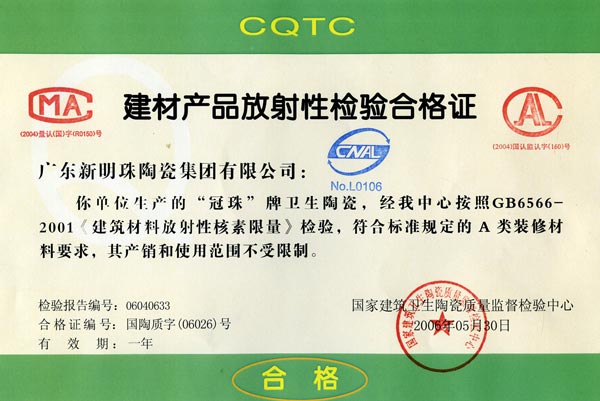 CQTC
MA
建材产品放射性检验合格证
AL
(2004)量认(国)字(R0150)号
CNAL
(2004)国认监认字(160)号
No.L0106
广东新明珠陶瓷集团有限公司：
你单位生产的“冠珠”牌卫生陶瓷，经我中心按照GB6566-
2001《建筑材料放射性核素限量》检验，符合标准规定的 A 类装修材
料要求，其产销和使用范围不受限制。
检验报告编号：06040633
国家建筑卫生陶瓷质量监督检验中心
合格证编号：国陶质字(06026)号
2006年05月30日
有 效 期：一年
合格